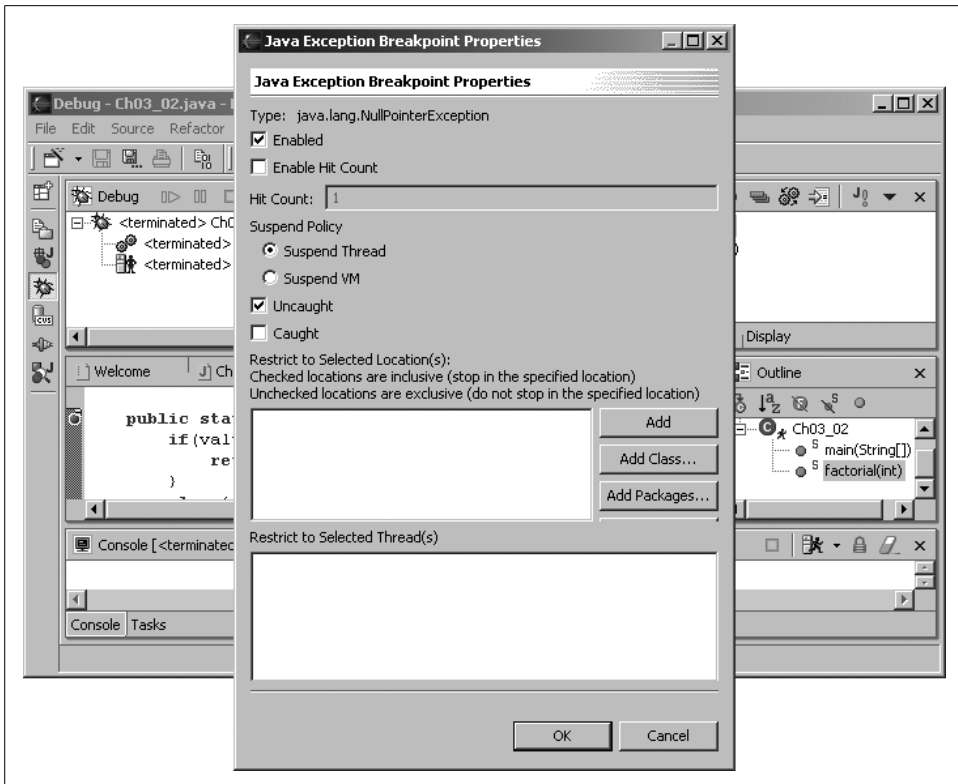 Java Exception Breakpoint Properties
Java Exception Breakpoint Properties
Type: java.lang.NullPointerException
Enabled
Enable Hit Count
Hit Count: 1
Suspend Policy
Suspend Thread
Suspend VM
Uncaught
Caught
Restrict to Selected Location(s):
Checked locations are inclusive (stop in the specified location)
Unchecked locations are exclusive (do not stop in the specified location)
Add
Add Class...
Add Packages...
Restrict to Selected Thread(s)
OK Cancel
Debug - Ch03_02.java -
File Edit Source Refactor
Debug
<terminated>
<terminated>
<terminated>
Display
Welcome
public
if(
}
Outline
Ch03_02
main(String[])
factorial(int)
Console [
Console Tasks
CVS